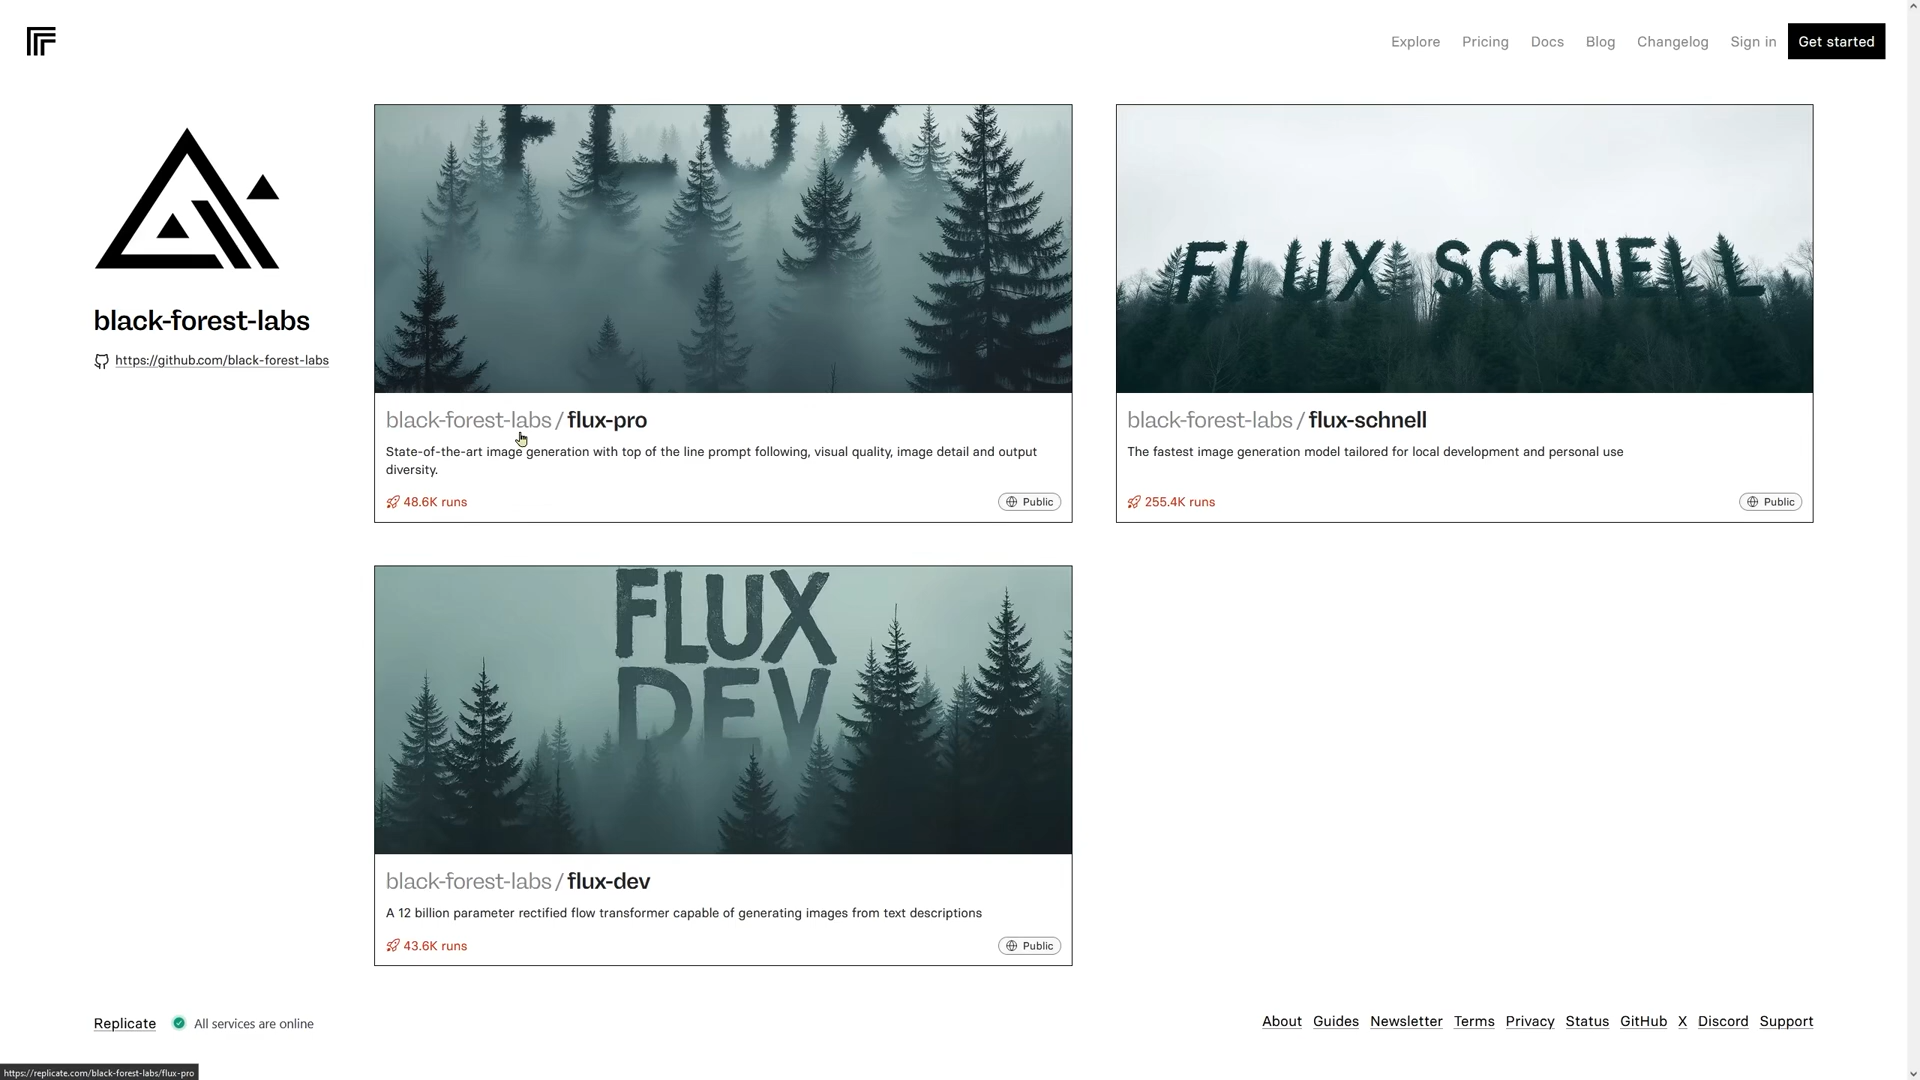 Explore Pricing Docs Blog Changelog Sign in Get started
black-forest-labs
https://github.com/black-forest-labs
FLUX
black-forest-labs / flux-pro
State-of-the-art image generation with top of the line prompt following, visual quality, image detail and output
diversity.
48.6K runs
Public
FLUX SCHNELL
black-forest-labs / flux-schnell
The fastest image generation model tailored for local development and personal use
255.4K runs
Public
FLUX
DEV
black-forest-labs / flux-dev
A 12 billion parameter rectified flow transformer capable of generating images from text descriptions
43.6K runs
Public
Replicate All services are online
About Guides Newsletter Terms Privacy Status GitHub X Discord Support
https://replicate.com/black-forest-labs/flux-pro